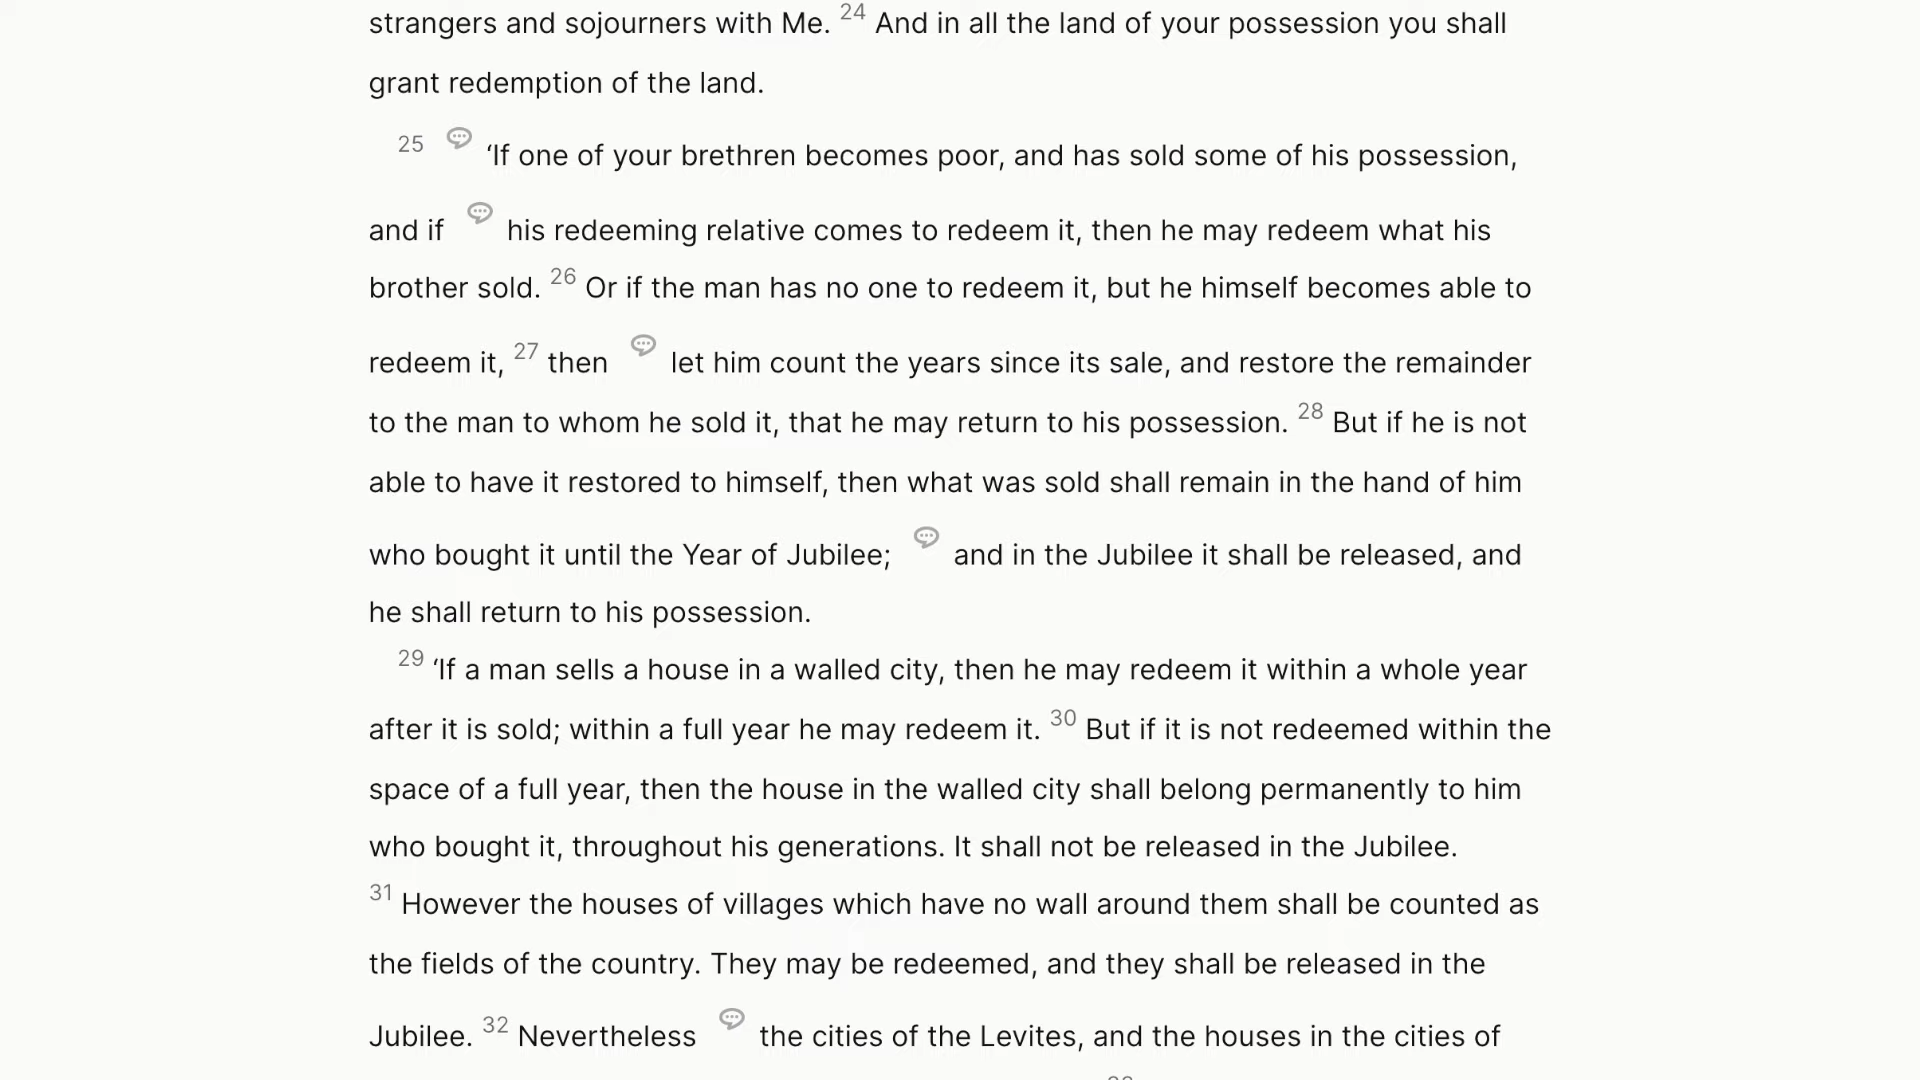 strangers and sojourners with Me. 24 And in all the land of your possession you shall
grant redemption of the land.
25 ‘If one of your brethren becomes poor, and has sold some of his possession,
and if his redeeming relative comes to redeem it, then he may redeem what his
brother sold. 26 Or if the man has no one to redeem it, but he himself becomes able to
redeem it, 27 then let him count the years since its sale, and restore the remainder
to the man to whom he sold it, that he may return to his possession. 28 But if he is not
able to have it restored to himself, then what was sold shall remain in the hand of him
who bought it until the Year of Jubilee; and in the Jubilee it shall be released, and
he shall return to his possession.
29 ‘If a man sells a house in a walled city, then he may redeem it within a whole year
after it is sold; within a full year he may redeem it. 30 But if it is not redeemed within the
space of a full year, then the house in the walled city shall belong permanently to him
who bought it, throughout his generations. It shall not be released in the Jubilee.
31 However the houses of villages which have no wall around them shall be counted as
the fields of the country. They may be redeemed, and they shall be released in the
Jubilee. 32 Nevertheless the cities of the Levites, and the houses in the cities of